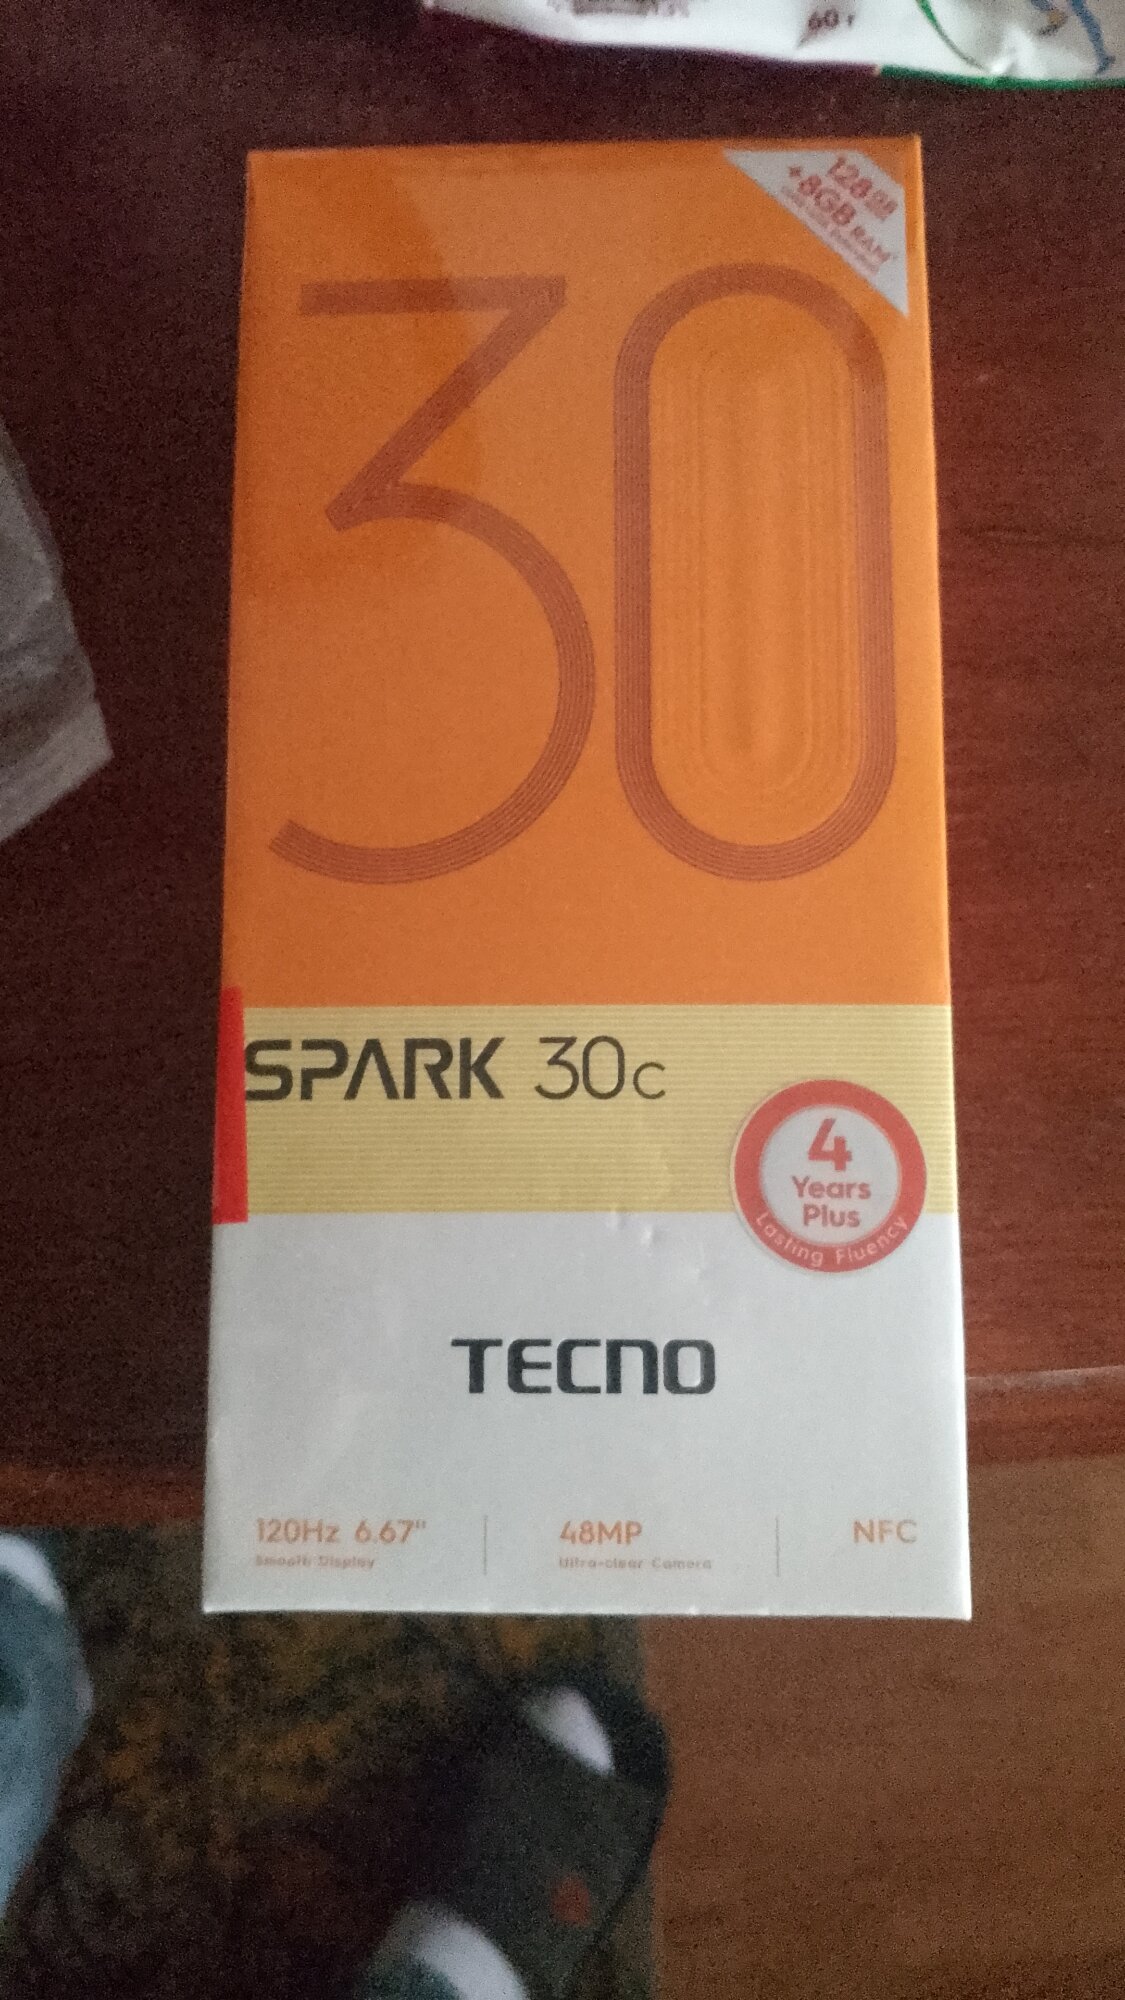 60 г
128GB
+8GB RAM*
30
SPARK 30c
4
Years
Plus
Lasting Fluency
TECNO
120Hz 6.67"
Smooth Display
48MP
Ultra-clear Camera
NFC